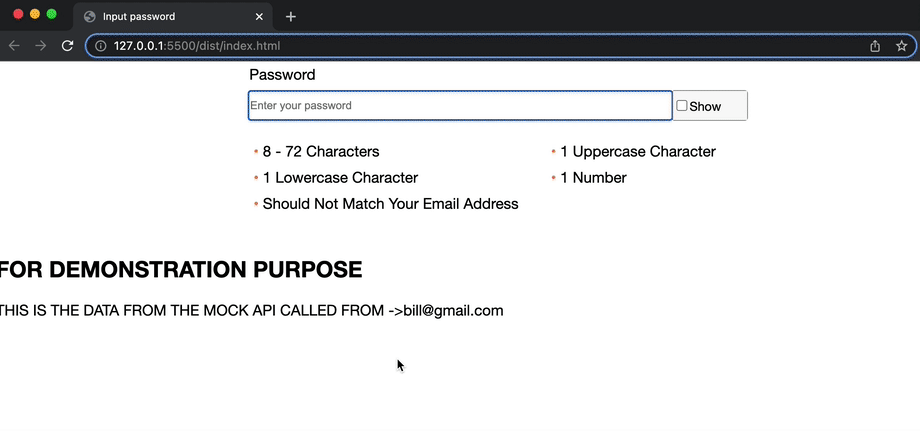 Input password
127.0.0.1:5500/dist/index.html
Password
Enter your password
Show
8 - 72 Characters
1 Uppercase Character
1 Lowercase Character
1 Number
Should Not Match Your Email Address
FOR DEMONSTRATION PURPOSE
THIS IS THE DATA FROM THE MOCK API CALLED FROM ->bill@gmail.com